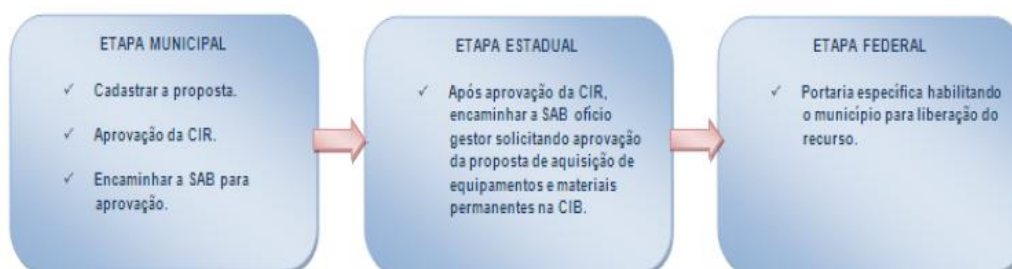 ETAPA MUNICIPAL
✓ Cadastrar a proposta.
✓ Aprovação da CIR.
✓ Encaminhar a SAB para
aprovação.
ETAPA ESTADUAL
✓ Após aprovação da CIR,
encaminhar a SAB ofício
gestor solicitando aprovação
da proposta de aquisição de
equipamentos e materiais
permanentes na CIB.
ETAPA FEDERAL
✓ Portaria específica habilitando
o município para liberação do
recurso.